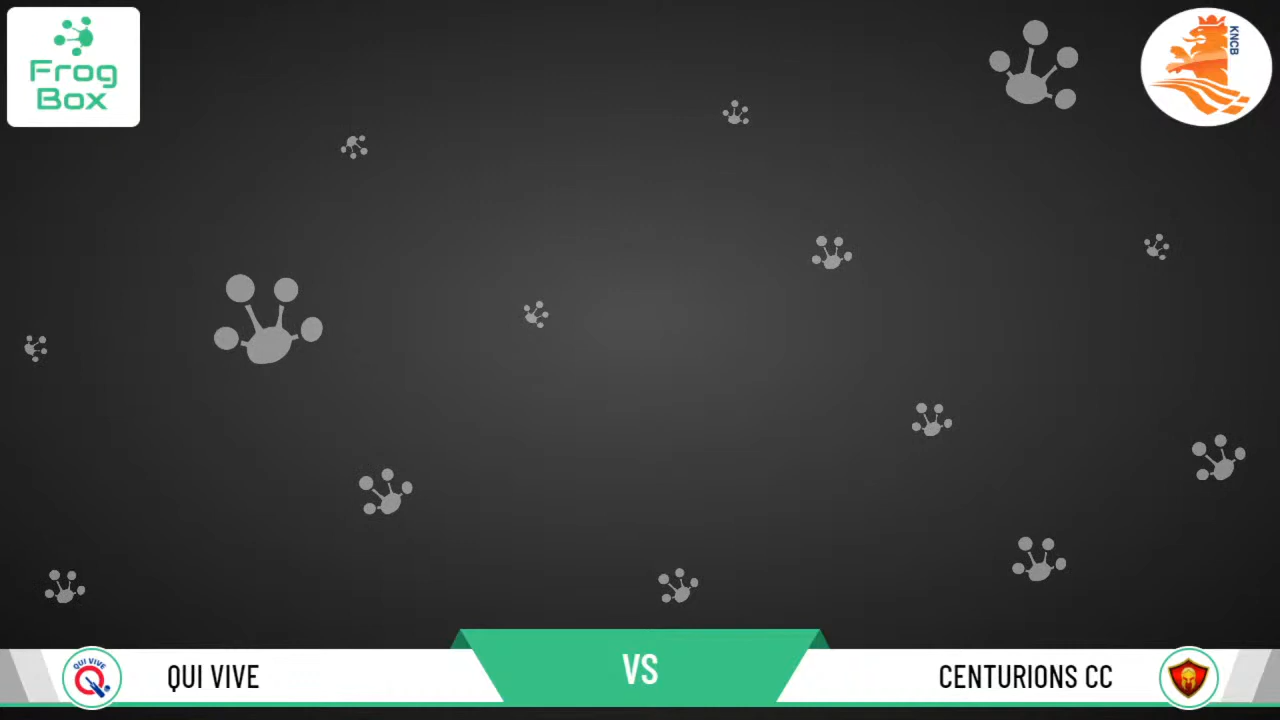 Frog
Box
KNCB
QUI VIVE
QUI VIVE
VS
CENTURIONS CC